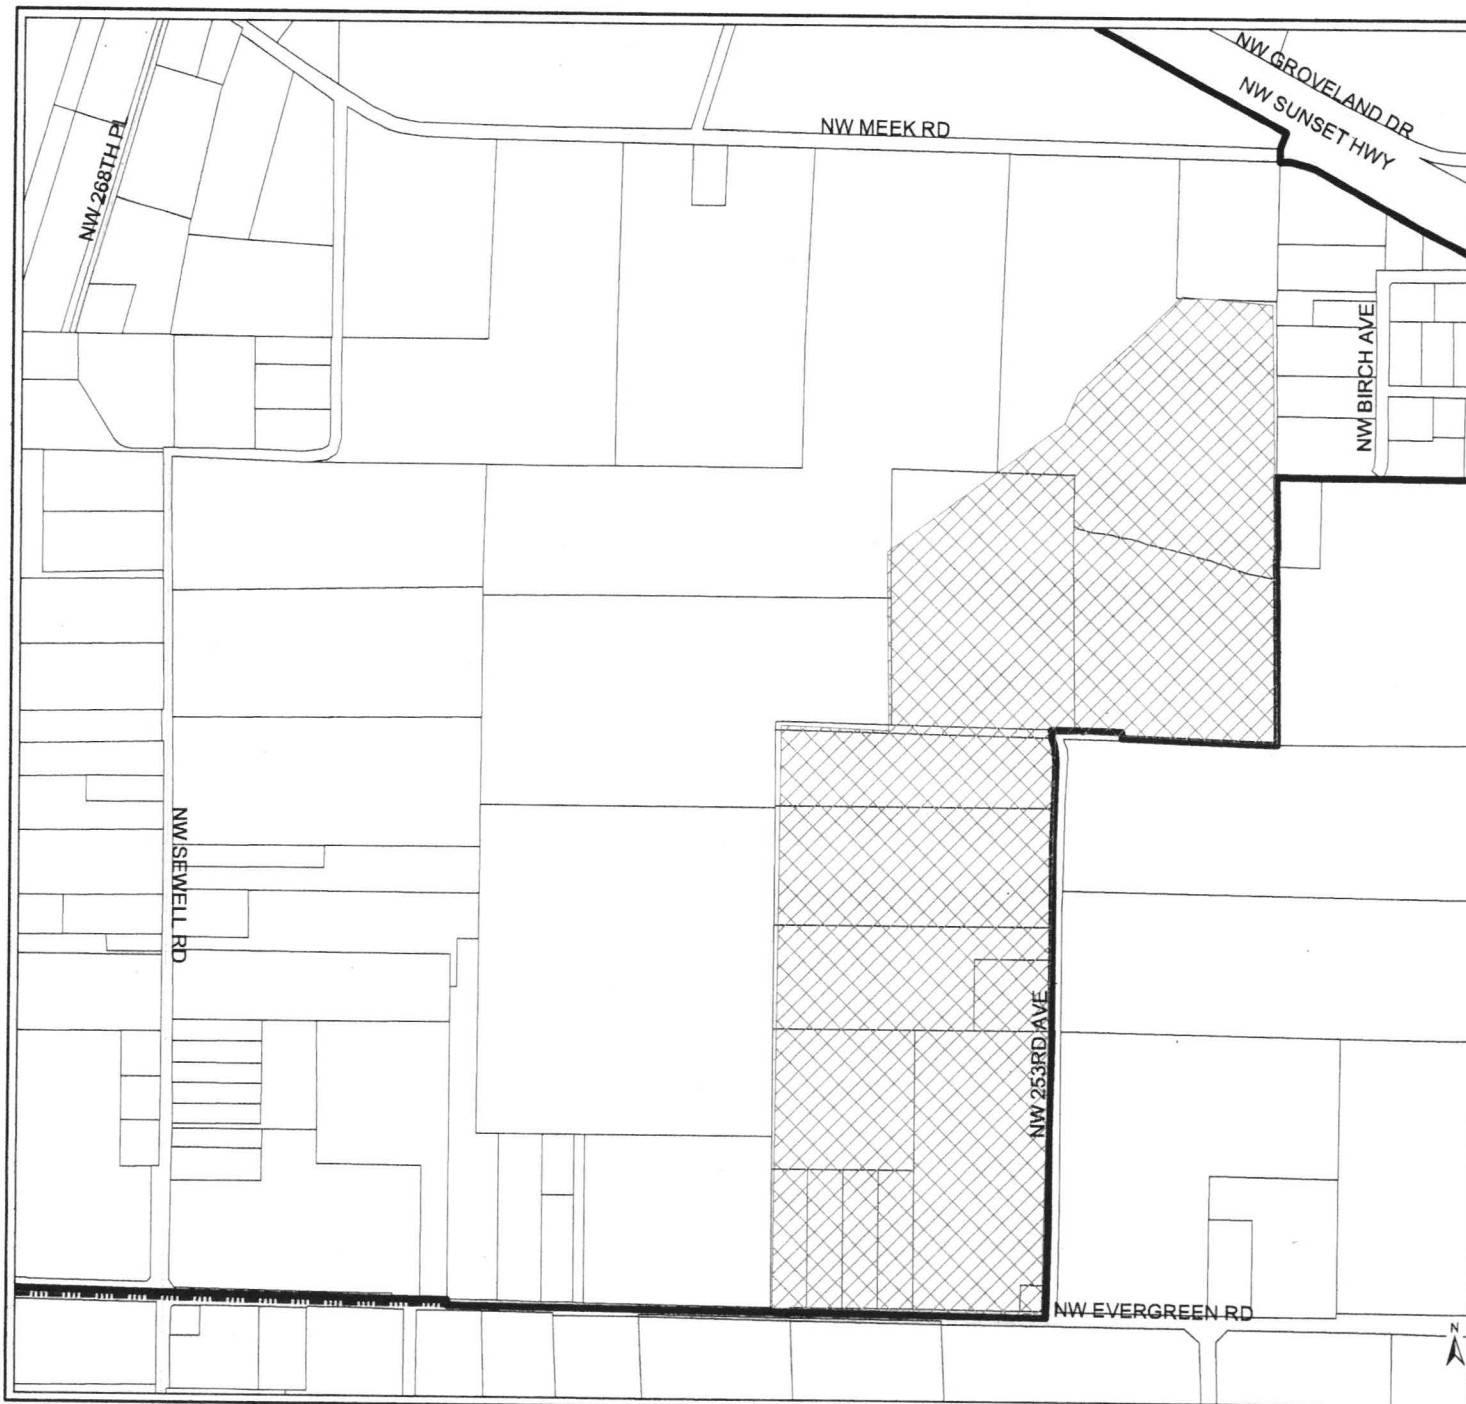 NW GROVELAND DR
NW SUNSET HWY
NW MEEK RD
NW 268TH PL
NW BIRCH AVE
NW SEWELL RD
NW 253RD AVE
NW EVERGREEN RD
N